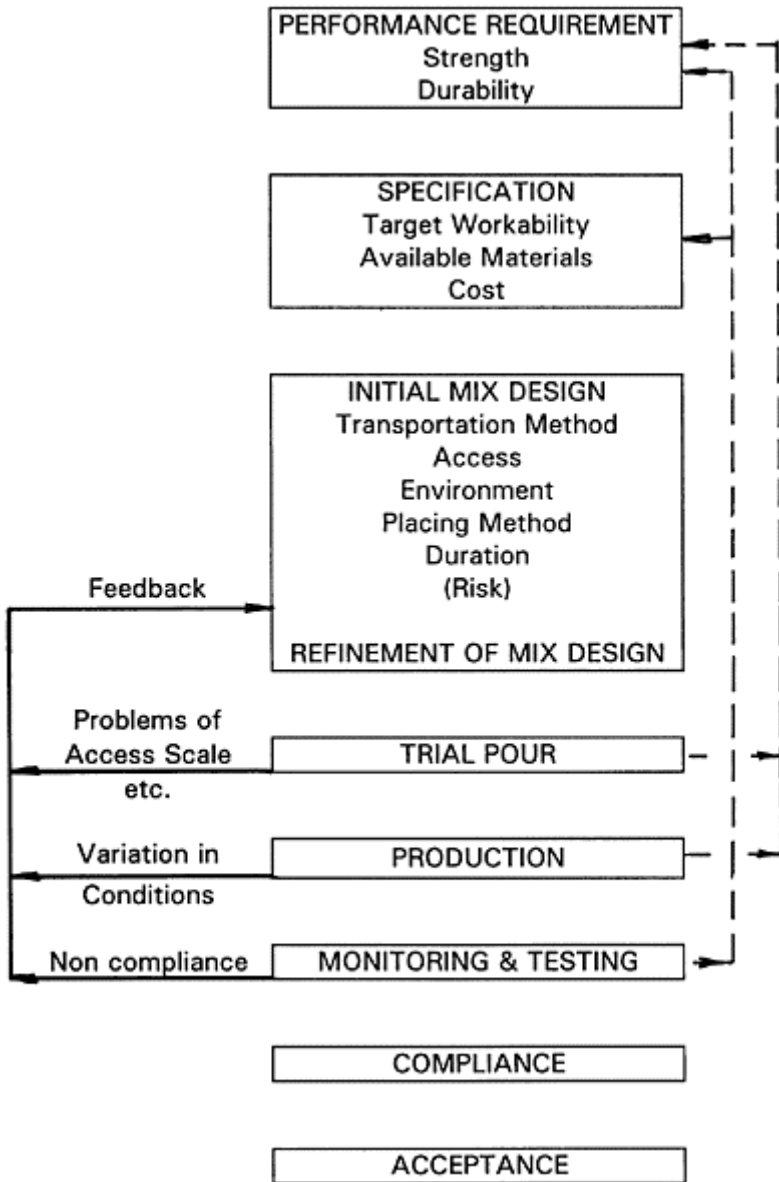 PERFORMANCE REQUIREMENT
Strength
Durability
SPECIFICATION
Target Workability
Available Materials
Cost
INITIAL MIX DESIGN
Transportation Method
Access
Environment
Placing Method
Duration
(Risk)
REFINEMENT OF MIX DESIGN
Feedback
Problems of
Access Scale
etc.
TRIAL POUR
Variation in
Conditions
PRODUCTION
Non compliance
MONITORING & TESTING
COMPLIANCE
ACCEPTANCE